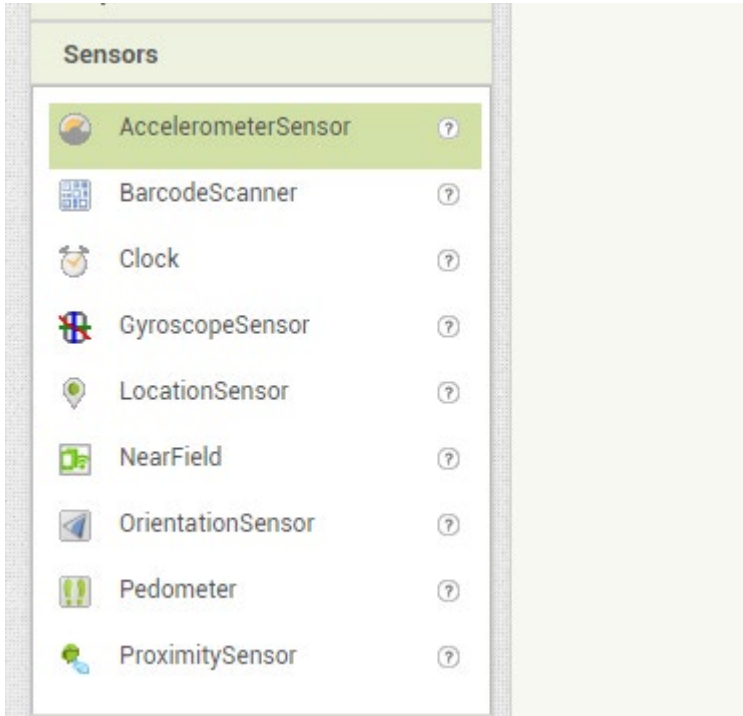 Sensors
AccelerometerSensor ?
BarcodeScanner ?
Clock ?
GyroscopeSensor ?
LocationSensor ?
NearField ?
OrientationSensor ?
Pedometer ?
ProximitySensor ?